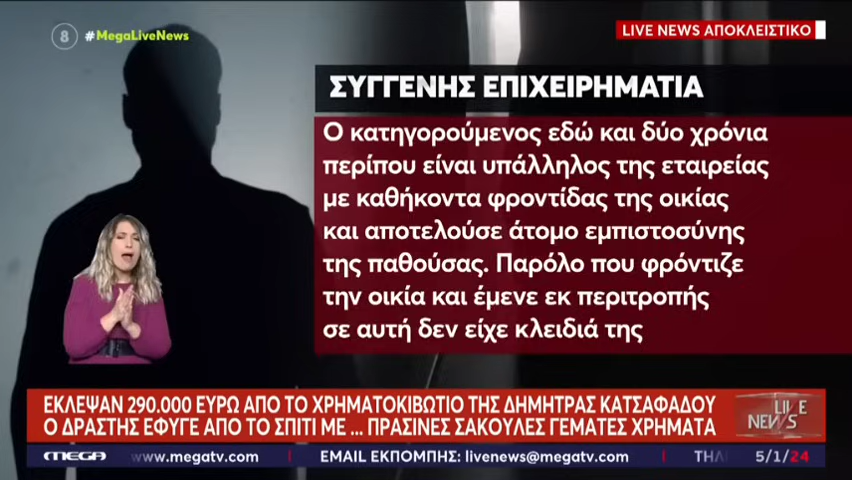 8 #MegaLiveNews
LIVE NEWS ΑΠΟΚΛΕΙΣΤΙΚΟ
ΣΥΓΓΕΝΗΣ ΕΠΙΧΕΙΡΗΜΑΤΙΑ
Ο κατηγορούμενος εδώ και δύο χρόνια
περίπου είναι υπάλληλος της εταιρείας
με καθήκοντα φροντίδας της οικίας
και αποτελούσε άτομο εμπιστοσύνης
της παθούσας. Παρόλο που φρόντιζε
την οικία και έμενε εκ περιτροπής
σε αυτή δεν είχε κλειδιά της
ΕΚΛΕΨΑΝ 290.000 ΕΥΡΩ ΑΠΟ ΤΟ ΧΡΗΜΑΤΟΚΙΒΩΤΙΟ ΤΗΣ ΔΗΜΗΤΡΑΣ ΚΑΤΣΑΦΑΔΟΥ
Ο ΔΡΑΣΤΗΣ ΕΦΥΓΕ ΑΠΟ ΤΟ ΣΠΙΤΙ ΜΕ ... ΠΡΑΣΙΝΕΣ ΣΑΚΟΥΛΕΣ ΓΕΜΑΤΕΣ ΧΡΗΜΑΤΑ
LIVE
NEWS
MEGA www.megatv.com EMAIL ΕΚΠΟΜΠΗΣ: livenews@megatv.com ΤΗΛ 5/1/24